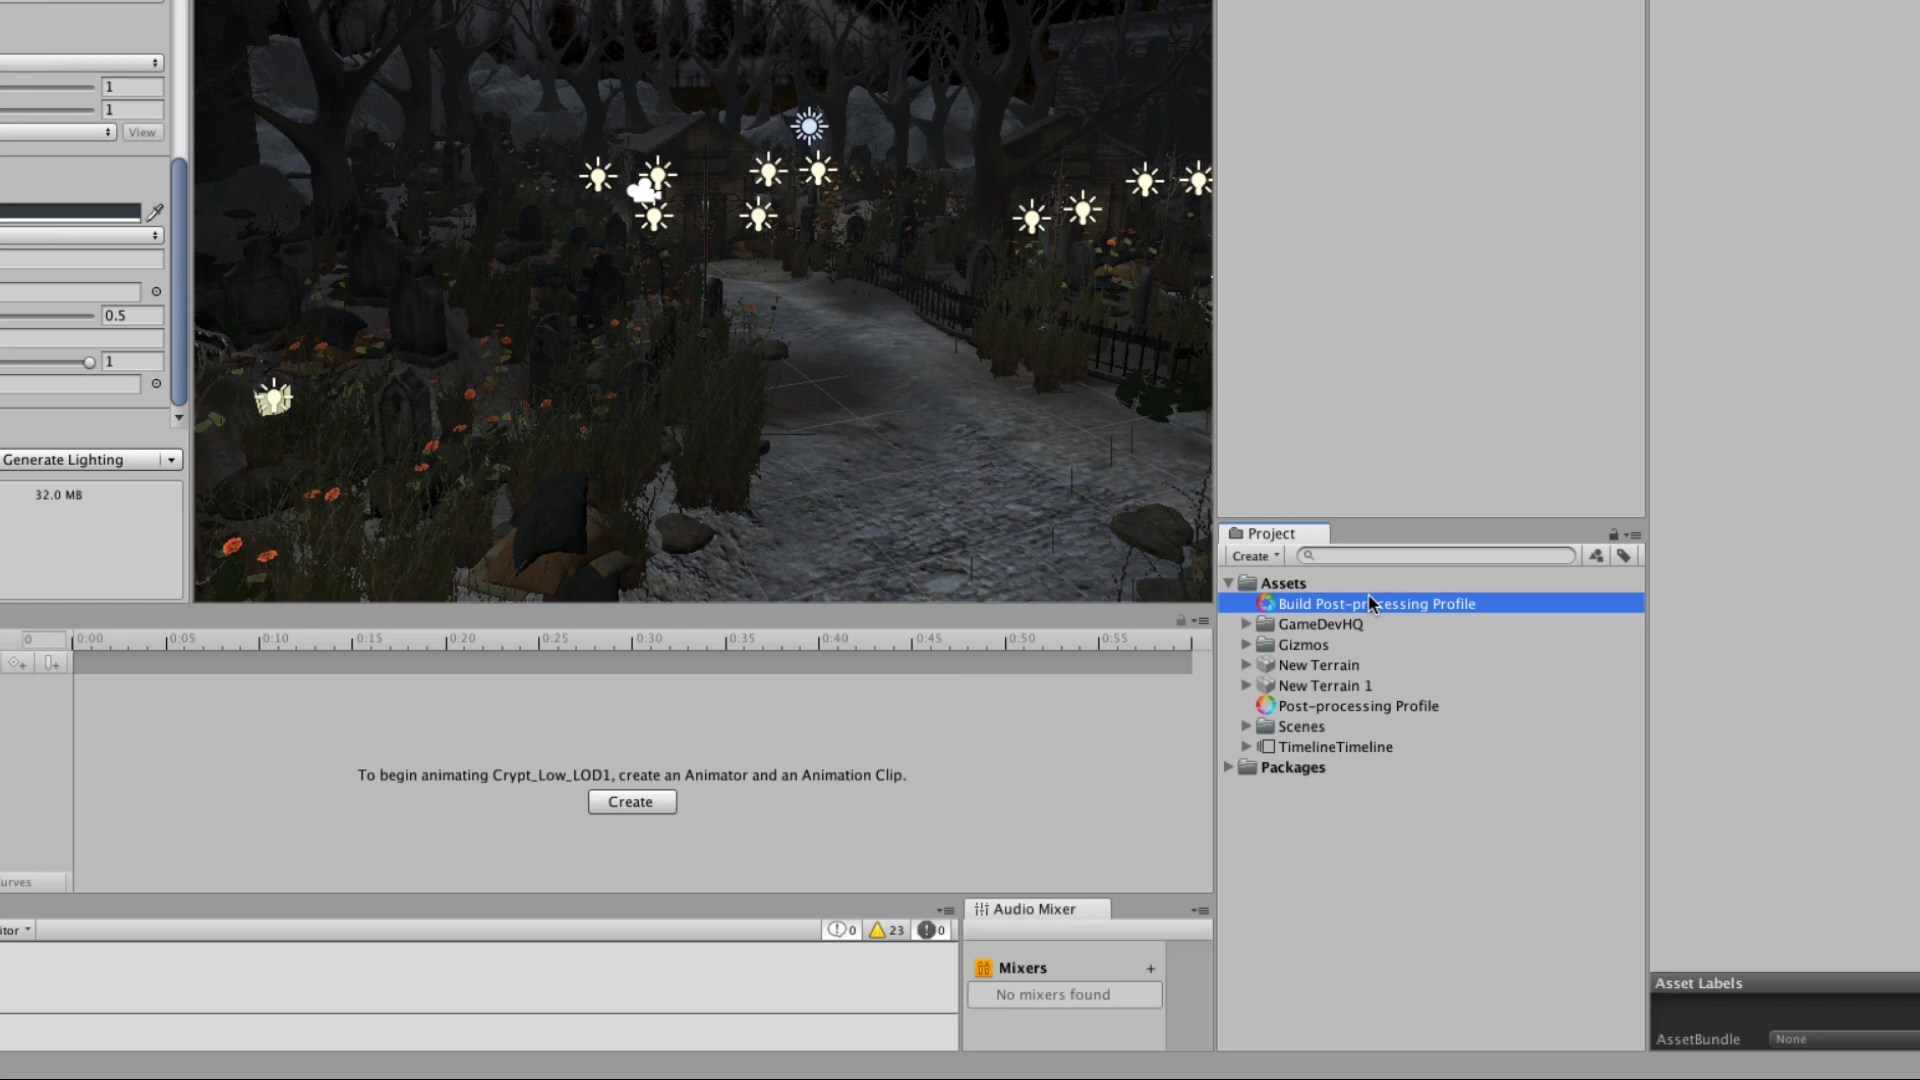 1
1
View
0.5
1
Generate Lighting
32.0 MB
Project
Create
Assets
Build Post-processing Profile
GameDevHQ
Gizmos
New Terrain
New Terrain 1
Post-processing Profile
Scenes
TimelineTimeline
Packages
0
0:00 0:05 0:10 0:15 0:20 0:25 0:30 0:35 0:40 0:45 0:50 0:55
To begin animating Crypt_Low_LOD1, create an Animator and an Animation Clip.
Create
urves
itor
0 23 0
Audio Mixer
Mixers +
No mixers found
Asset Labels
AssetBundle None